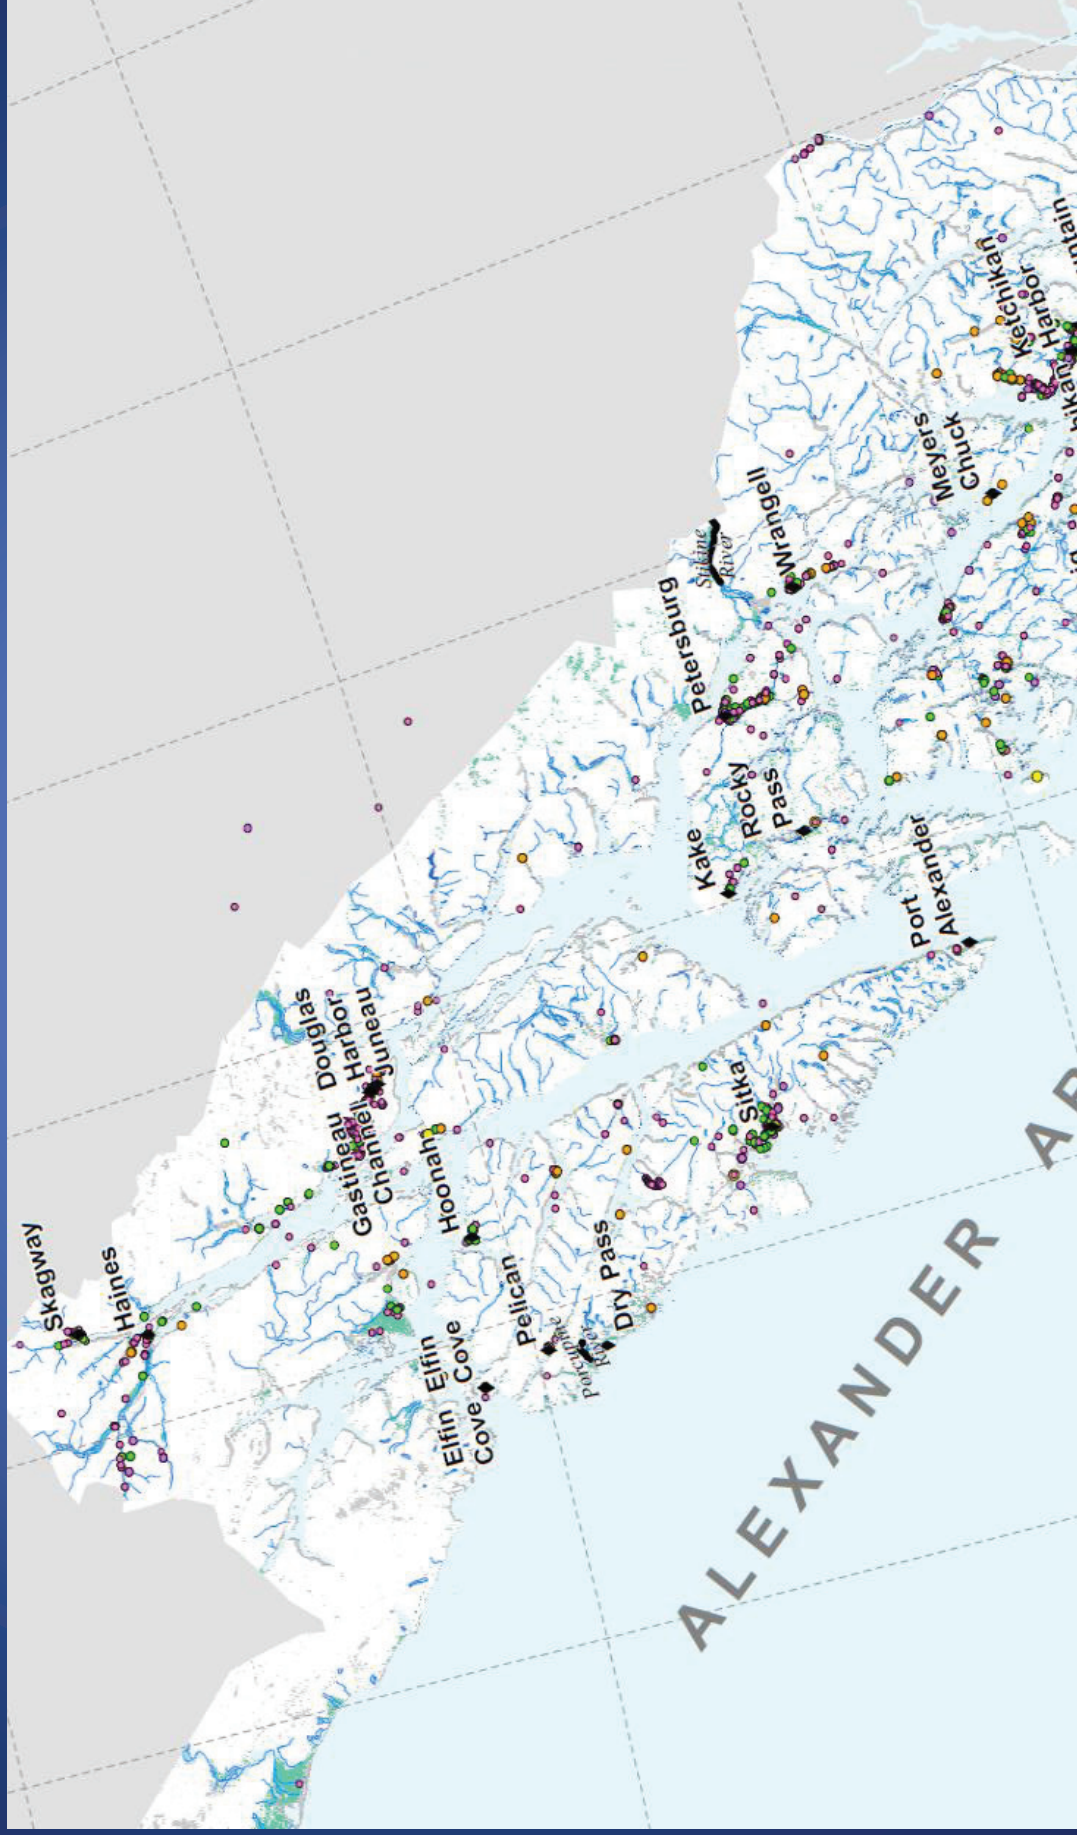 Skagway
Haines
Gastineau
Channel
Douglas
Harbor
Juneau
Hoonah
Elfin
Cove
Elfin
Cove
Pelican
Porcupine
River
Dry Pass
Sitka
Kake
Rocky
Pass
Petersburg
Stikine
River
Wrangell
Port
Alexander
Meyers
Chuck
Ketchikan
Harbor
ALEXANDER